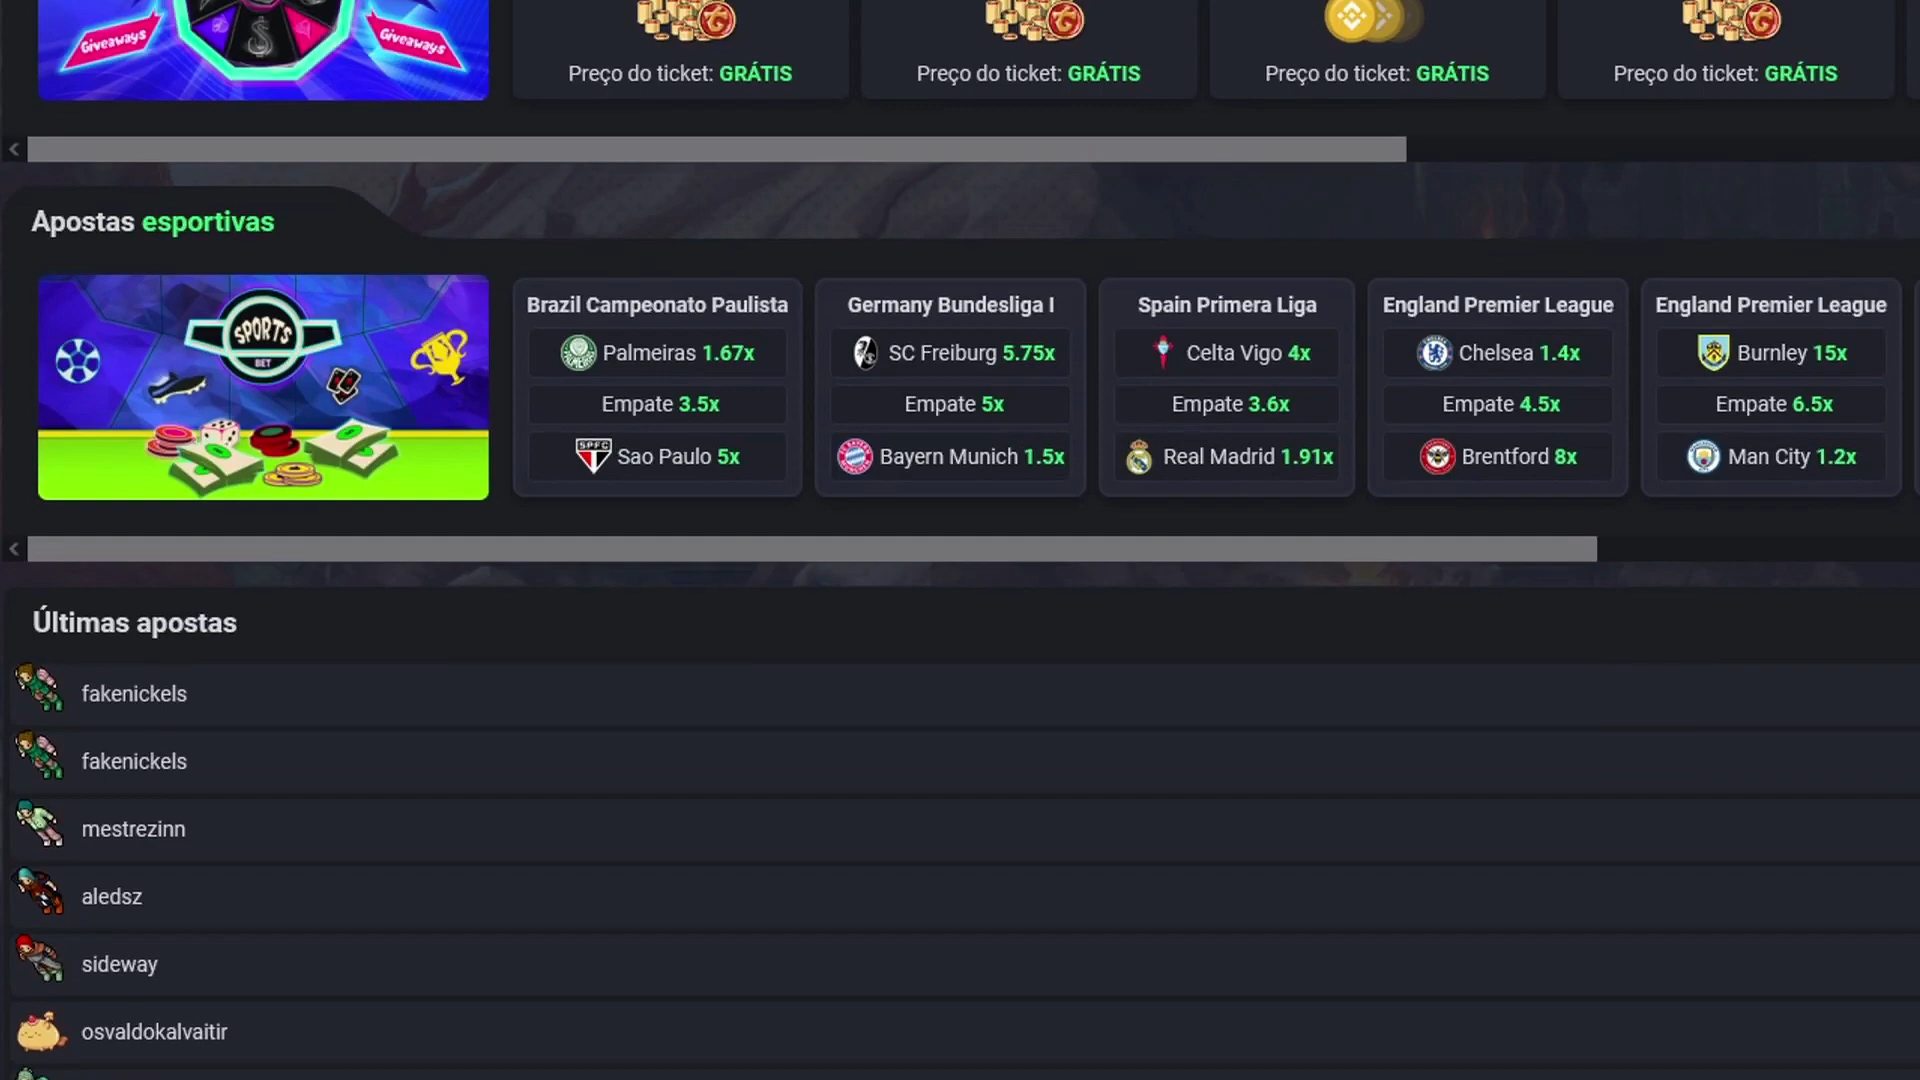 Giveaways
Giveaways
Preço do ticket: GRÁTIS
Preço do ticket: GRÁTIS
Preço do ticket: GRÁTIS
Preço do ticket: GRÁTIS
Apostas esportivas
SPORTS
BET
Brazil Campeonato Paulista
Palmeiras 1.67x
Empate 3.5x
SPFC
Sao Paulo 5x
Germany Bundesliga I
SC Freiburg 5.75x
Empate 5x
Bayern Munich 1.5x
Spain Primera Liga
Celta Vigo 4x
Empate 3.6x
Real Madrid 1.91x
England Premier League
Chelsea 1.4x
Empate 4.5x
Brentford 8x
England Premier League
Burnley 15x
Empate 6.5x
Man City 1.2x
Últimas apostas
fakenickels
fakenickels
mestrezinn
aledsz
sideway
osvaldokalvaitir